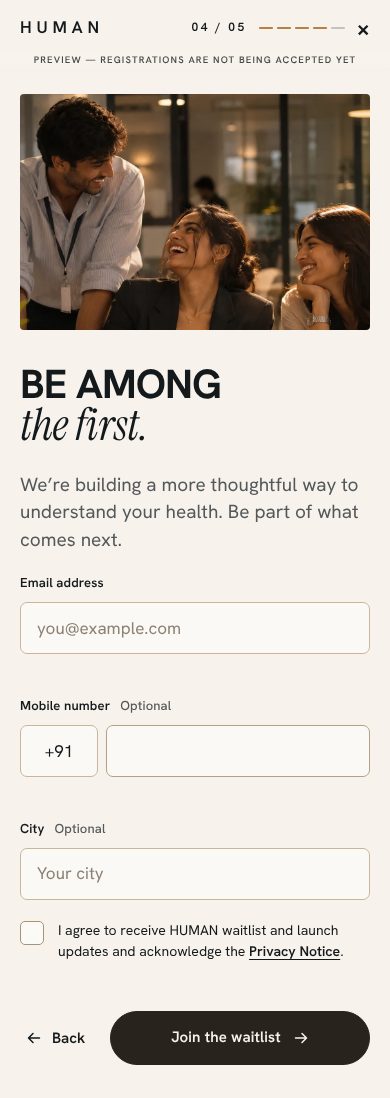 HUMAN
04 / 05
PREVIEW — REGISTRATIONS ARE NOT BEING ACCEPTED YET
BE AMONG
the first.
We’re building a more thoughtful way to
understand your health. Be part of what
comes next.
Email address
you@example.com
Mobile number Optional
+91
City Optional
Your city
I agree to receive HUMAN waitlist and launch
updates and acknowledge the Privacy Notice.
← Back
Join the waitlist →